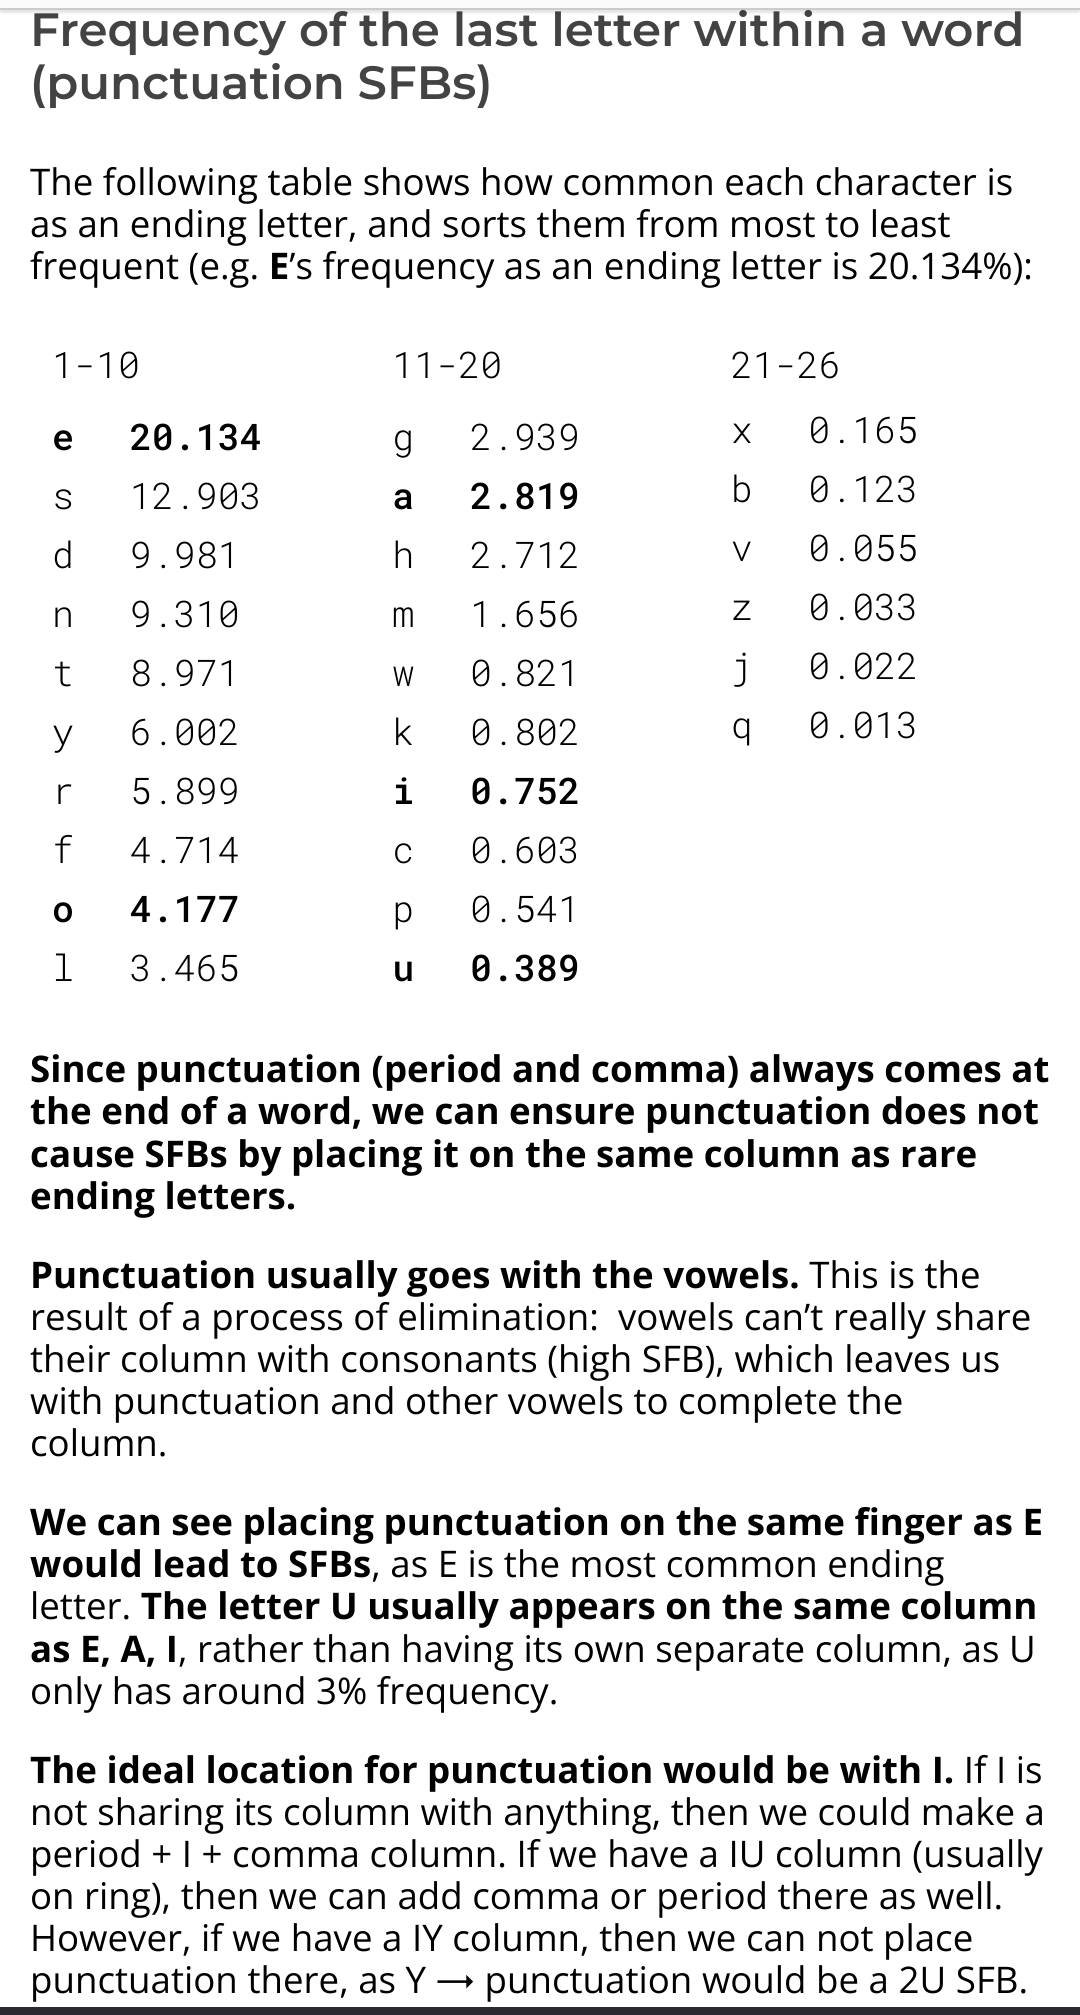 Frequency of the last letter within a word
(punctuation SFBs)
The following table shows how common each character is
as an ending letter, and sorts them from most to least
frequent (e.g. E’s frequency as an ending letter is 20.134%):
1-10
e 20.134
s 12.903
d 9.981
n 9.310
t 8.971
y 6.002
r 5.899
f 4.714
o 4.177
l 3.465
11-20
g 2.939
a 2.819
h 2.712
m 1.656
w 0.821
k 0.802
i 0.752
c 0.603
p 0.541
u 0.389
21-26
x 0.165
b 0.123
v 0.055
z 0.033
j 0.022
q 0.013
Since punctuation (period and comma) always comes at
the end of a word, we can ensure punctuation does not
cause SFBs by placing it on the same column as rare
ending letters.
Punctuation usually goes with the vowels. This is the
result of a process of elimination:  vowels can’t really share
their column with consonants (high SFB), which leaves us
with punctuation and other vowels to complete the
column.
We can see placing punctuation on the same finger as E
would lead to SFBs, as E is the most common ending
letter. The letter U usually appears on the same column
as E, A, I, rather than having its own separate column, as U
only has around 3% frequency.
The ideal location for punctuation would be with I. If I is
not sharing its column with anything, then we could make a
period + I + comma column. If we have a IU column (usually
on ring), then we can add comma or period there as well.
However, if we have a IY column, then we can not place
punctuation there, as Y → punctuation would be a 2U SFB.